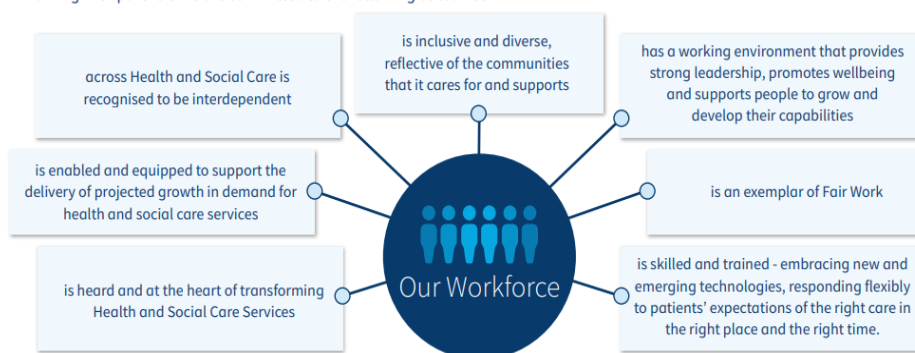 across Health and Social Care is
recognised to be interdependent
is inclusive and diverse,
reflective of the communities
that it cares for and supports
has a working environment that provides
strong leadership, promotes wellbeing
and supports people to grow and
develop their capabilities
is enabled and equipped to support the
delivery of projected growth in demand for
health and social care services
is an exemplar of Fair Work
is heard and at the heart of transforming
Health and Social Care Services
Our Workforce
is skilled and trained - embracing new and
emerging technologies, responding flexibly
to patients’ expectations of the right care in
the right place and the right time.